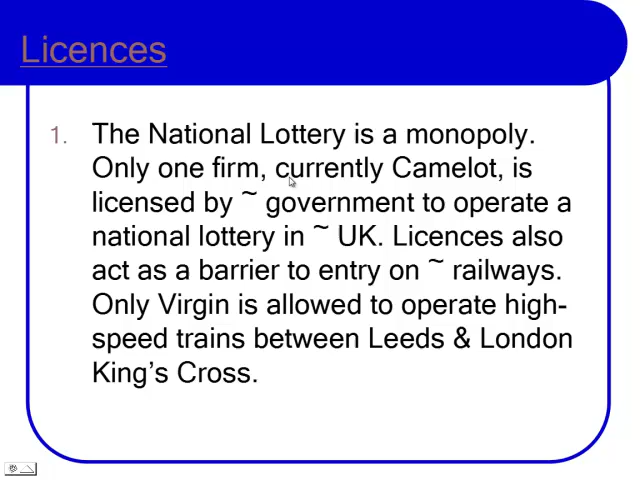 Licences
1. The National Lottery is a monopoly.
Only one firm, currently Camelot, is
licensed by ~ government to operate a
national lottery in ~ UK. Licences also
act as a barrier to entry on ~ railways.
Only Virgin is allowed to operate high-
speed trains between Leeds & London
King’s Cross.